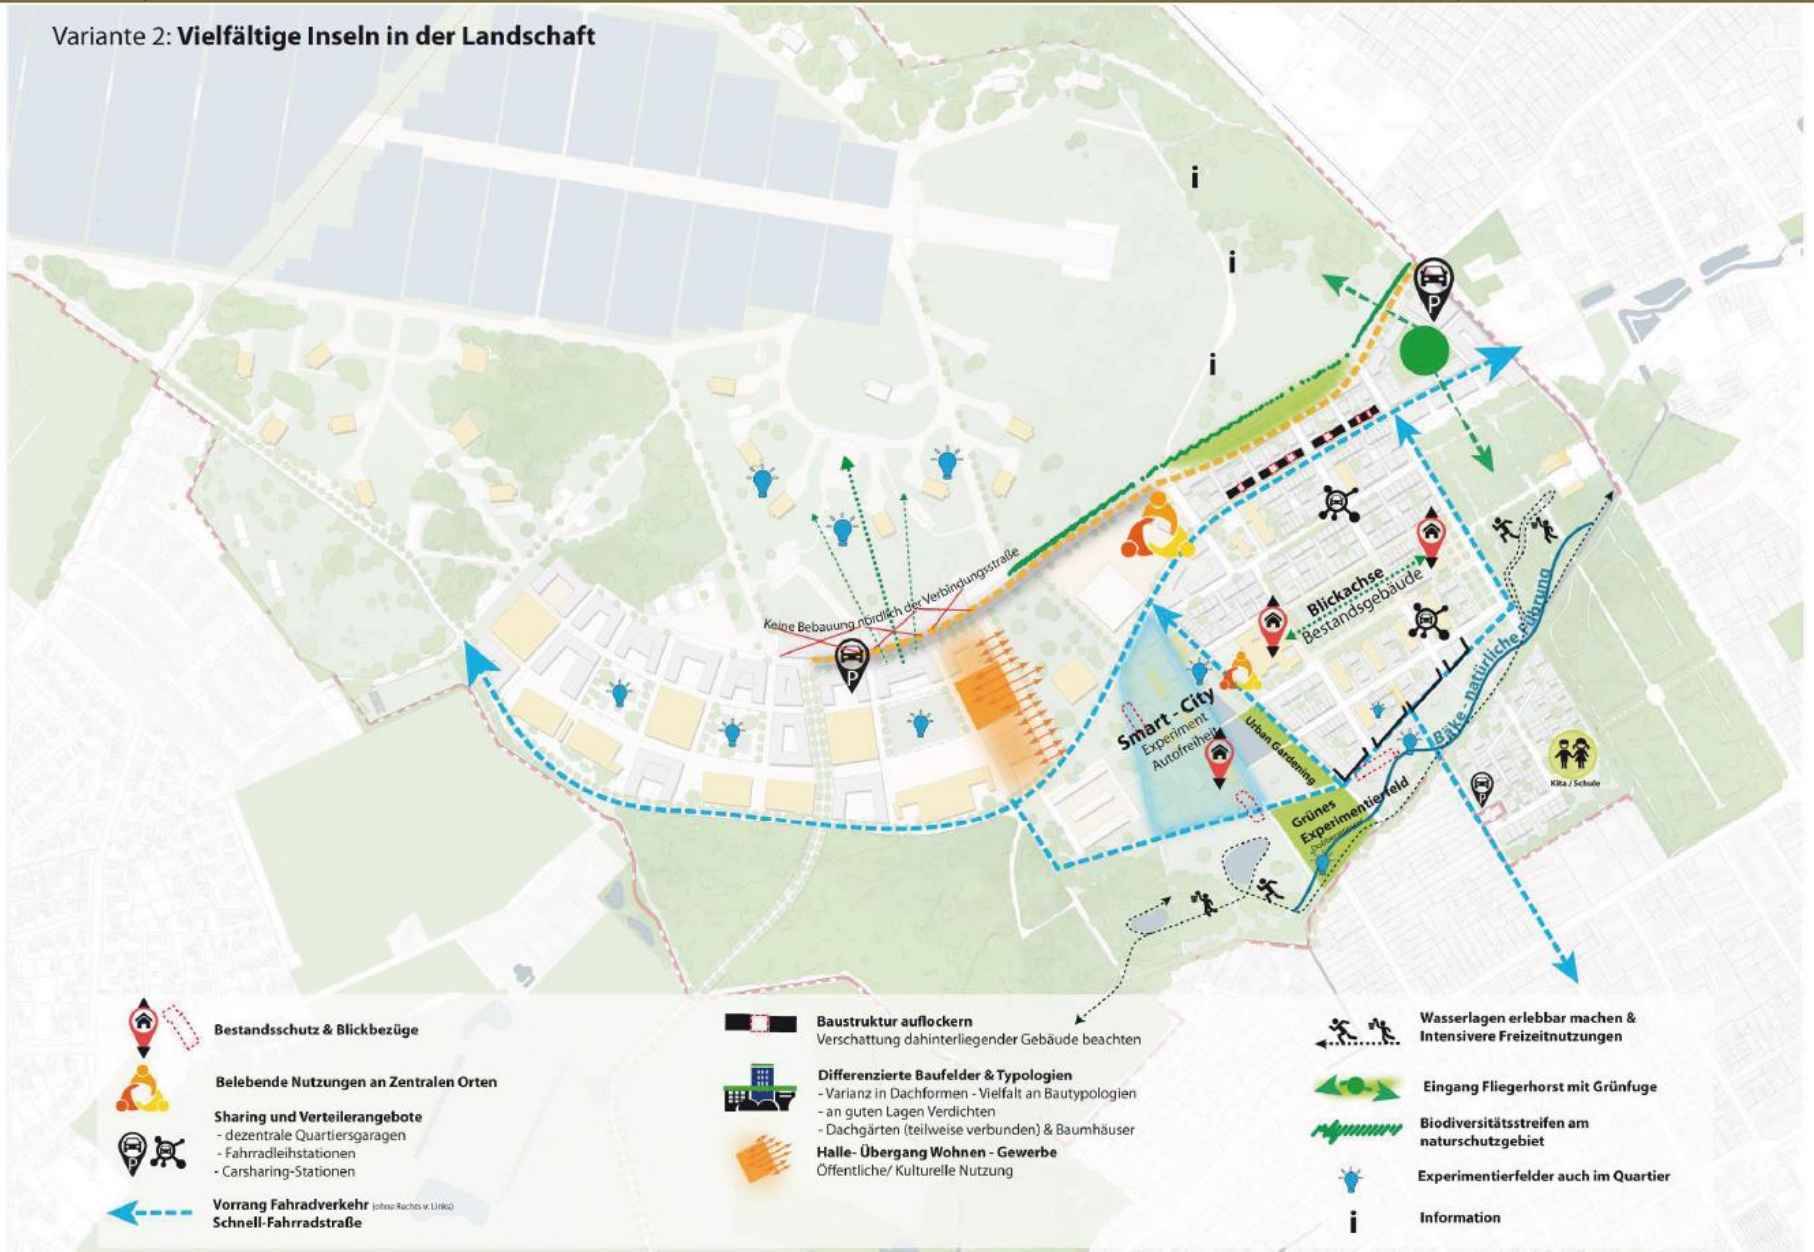 Variante 2: Vielfältige Inseln in der Landschaft
i
i
i
P
Keine Bebauung nördlich der Verbindungsstraße
P
Blickachse
Bestandsgebäude
Bäke - natürliche Führung
Smart - City
Experiment
Autofreiheit
Urban Gardening
Grünes
Experimentierfeld
P
Kita / Schule
Bestandsschutz & Blickbezüge
Belebende Nutzungen an Zentralen Orten
Sharing und Verteilerangebote
- dezentrale Quartiersgaragen
- Fahrradleihstationen
- Carsharing-Stationen
P
Vorrang Fahradverkehr (ohne Rechts v. Links)
Schnell-Fahrradstraße
Baustruktur auflockern
Verschattung dahinterliegender Gebäude beachten
Differenzierte Baufelder & Typologien
- Varianz in Dachformen - Vielfalt an Bautypologien
- an guten Lagen Verdichten
- Dachgärten (teilweise verbunden) & Baumhäuser
Halle- Übergang Wohnen - Gewerbe
Öffentliche/ Kulturelle Nutzung
Wasserlagen erlebbar machen &
Intensivere Freizeitnutzungen
Eingang Fliegerhorst mit Grünfuge
Biodiversitätsstreifen am
naturschutzgebiet
Experimentierfelder auch im Quartier
i Information